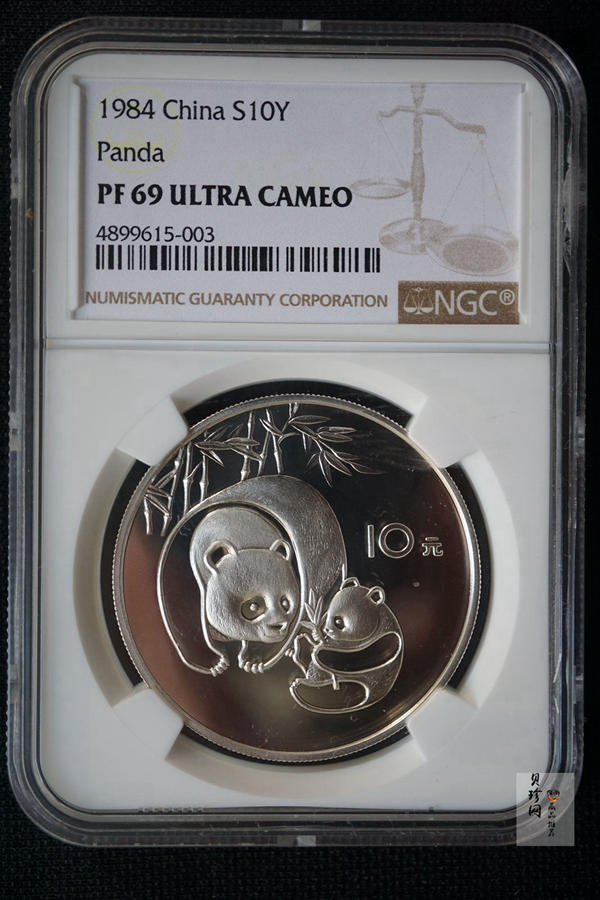 1984 China S10Y
Panda
PF 69 ULTRA CAMEO
4899615-003
NUMISMATIC GUARANTY CORPORATION
NGC®
10元
贝珍网